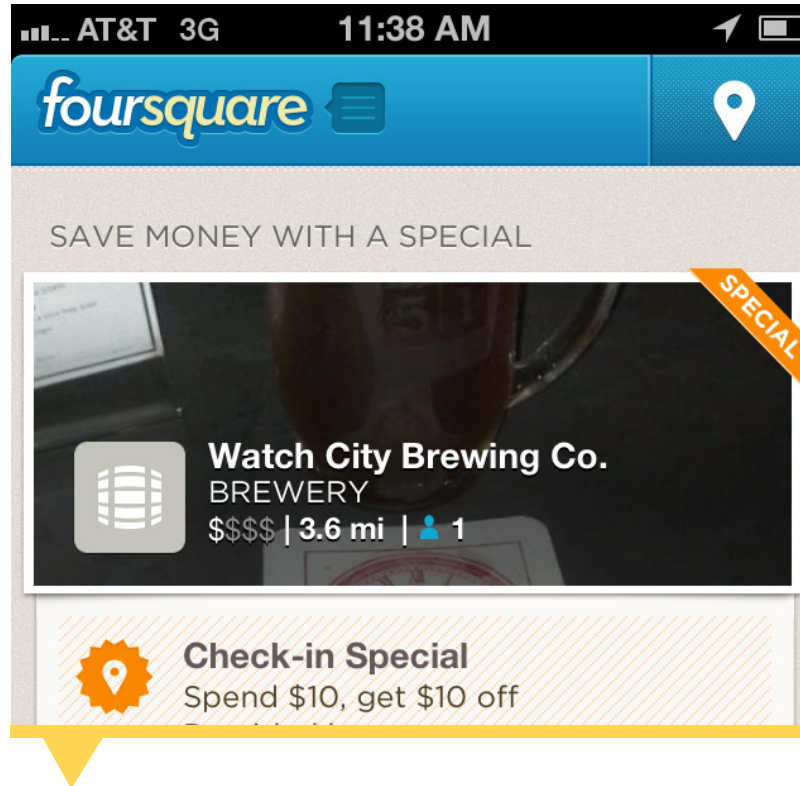 AT&T 3G 11:38 AM
foursquare
SAVE MONEY WITH A SPECIAL
SPECIAL
Watch City Brewing Co.
BREWERY
$$$$ | 3.6 mi | 1
Check-in Special
Spend $10, get $10 off